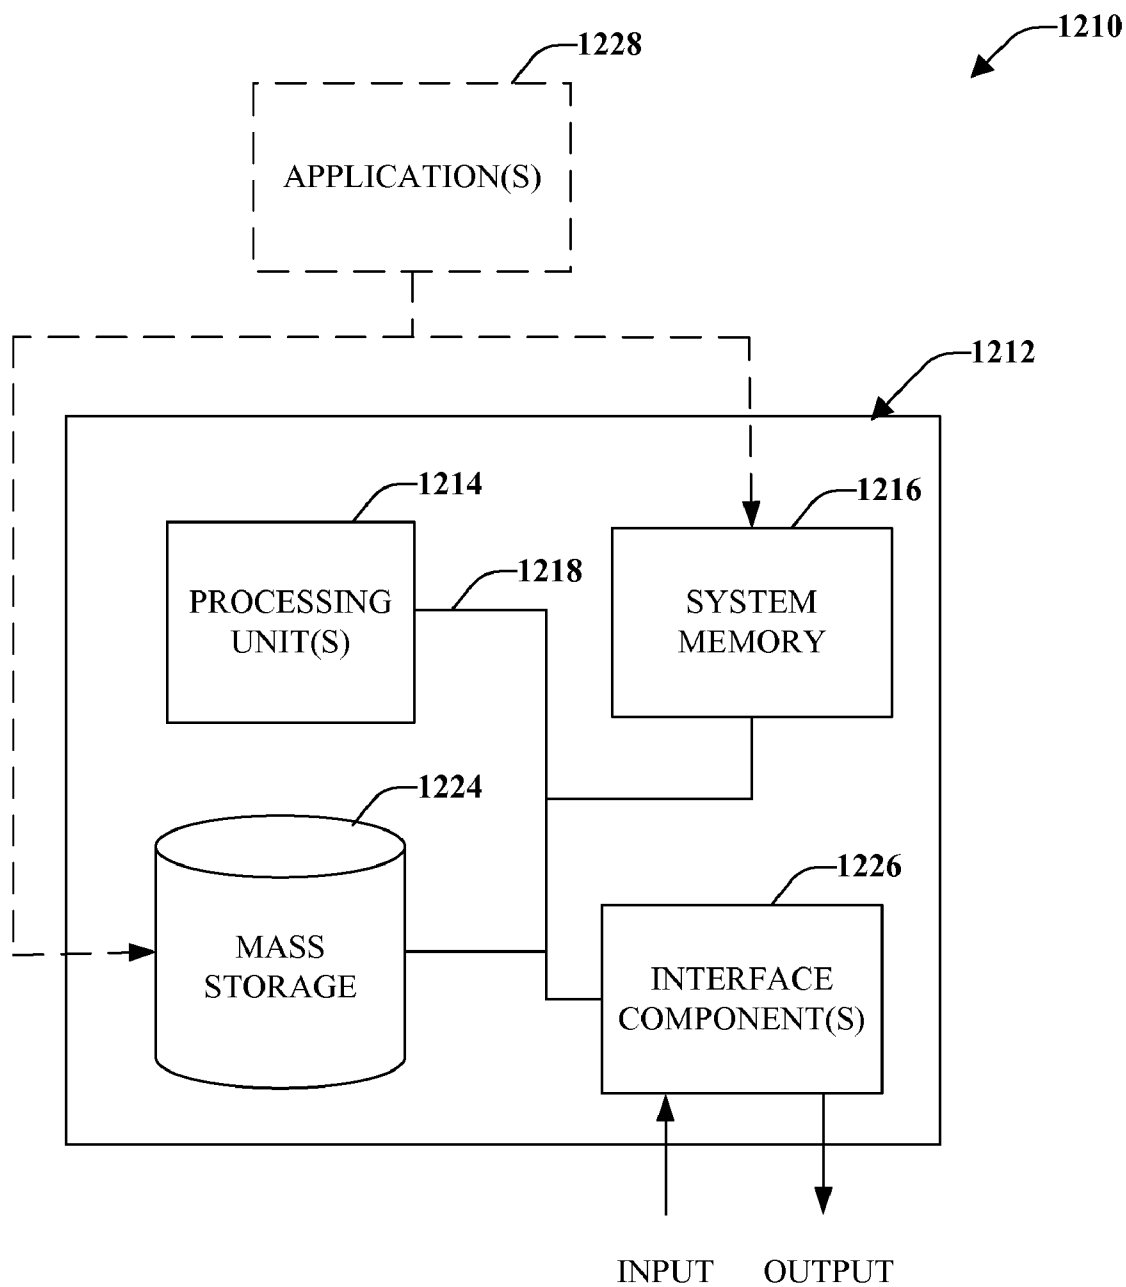 1210
1228
APPLICATION(S)
1212
1214
1216
PROCESSING
UNIT(S)
1218
SYSTEM
MEMORY
1224
MASS
STORAGE
1226
INTERFACE
COMPONENT(S)
INPUT
OUTPUT